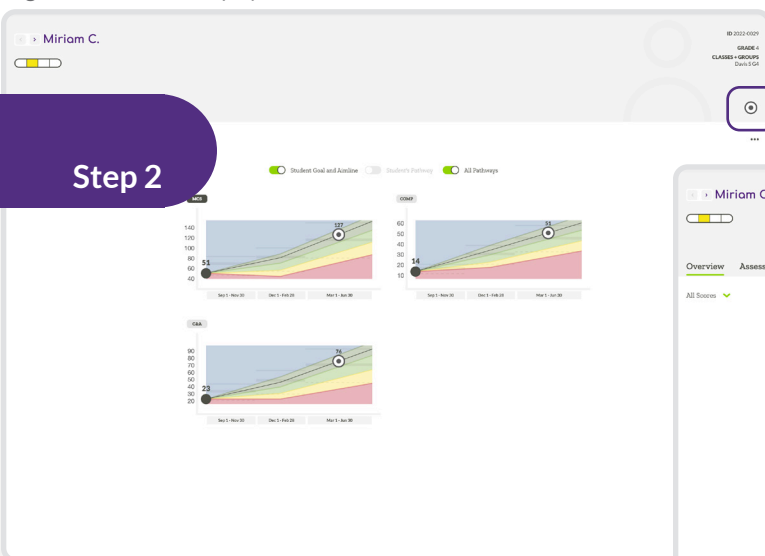 Miriam C.
ID 2022-0029
GRADE 4
CLASSES + GROUPS
Davis S G4
Step 2
Student Goal and Aimline
Student's Pathway
All Pathways
MCS
140
120
100
80
60
40
51
127
Sep 1 - Nov 30
Dec 1 - Feb 28
Mar 1 - Jun 30
COMP
60
50
40
30
20
10
14
51
Sep 1 - Nov 30
Dec 1 - Feb 28
Mar 1 - Jun 30
90
80
70
60
50
40
30
20
23
76
Sep 1 - Nov 30
Dec 1 - Feb 28
Mar 1 - Jun 30
Miriam C
Overview
Assess
All Scores